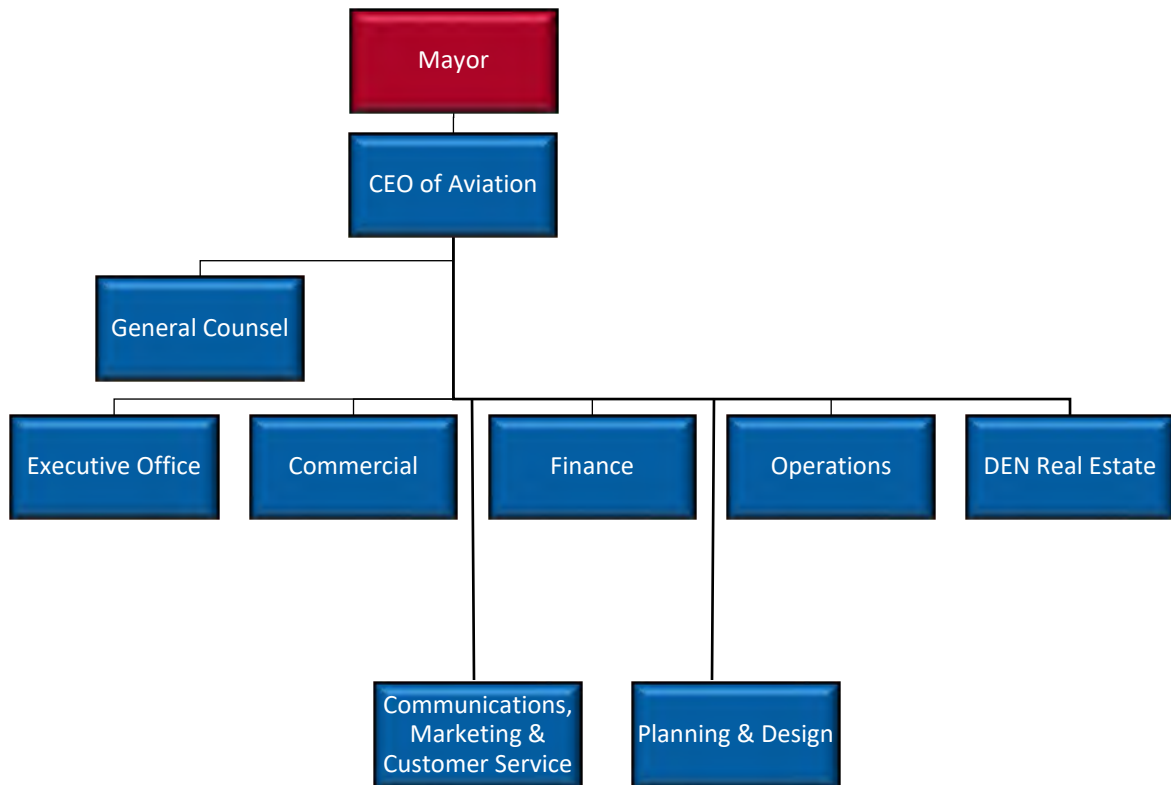 Mayor
CEO of Aviation
General Counsel
Executive Office
Commercial
Finance
Operations
DEN Real Estate
Communications,
Marketing &
Customer Service
Planning & Design